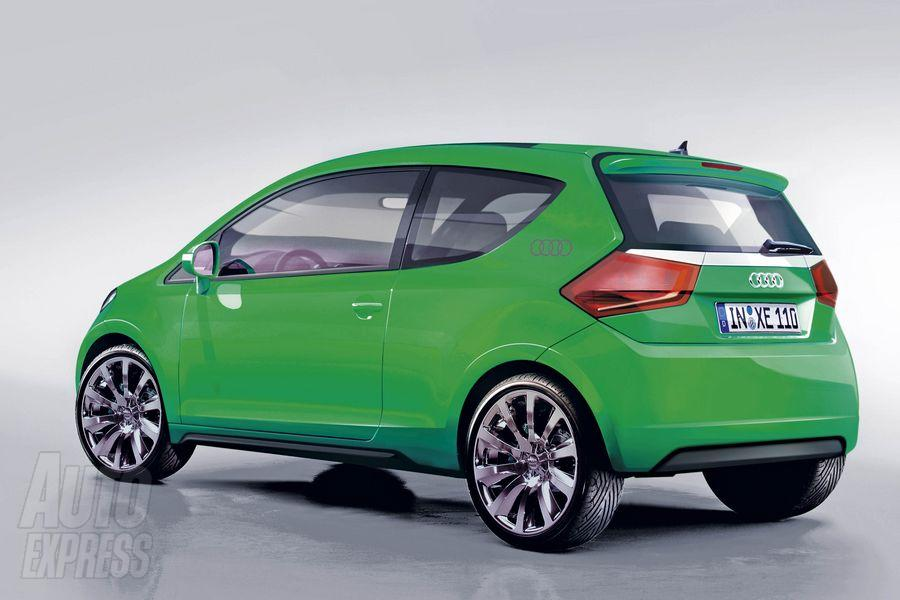 IN XE 110
D
AUTO
EXPRESS